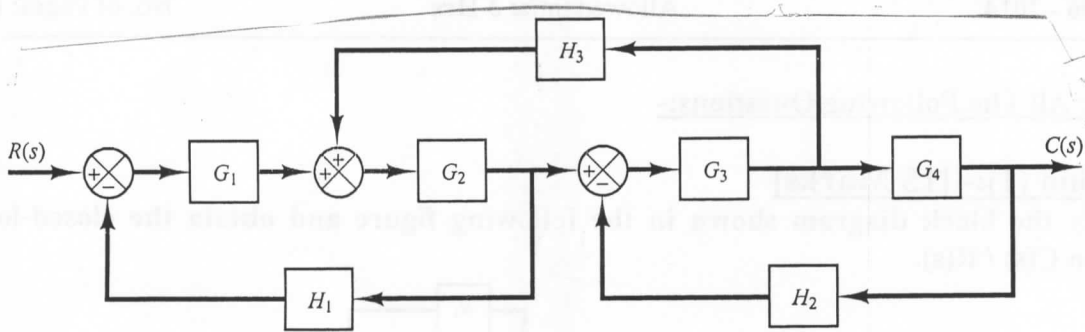 H₃
R(s)
+
−
G₁
+
+
G₂
+
−
G₃
G₄
C(s)
H₁
H₂